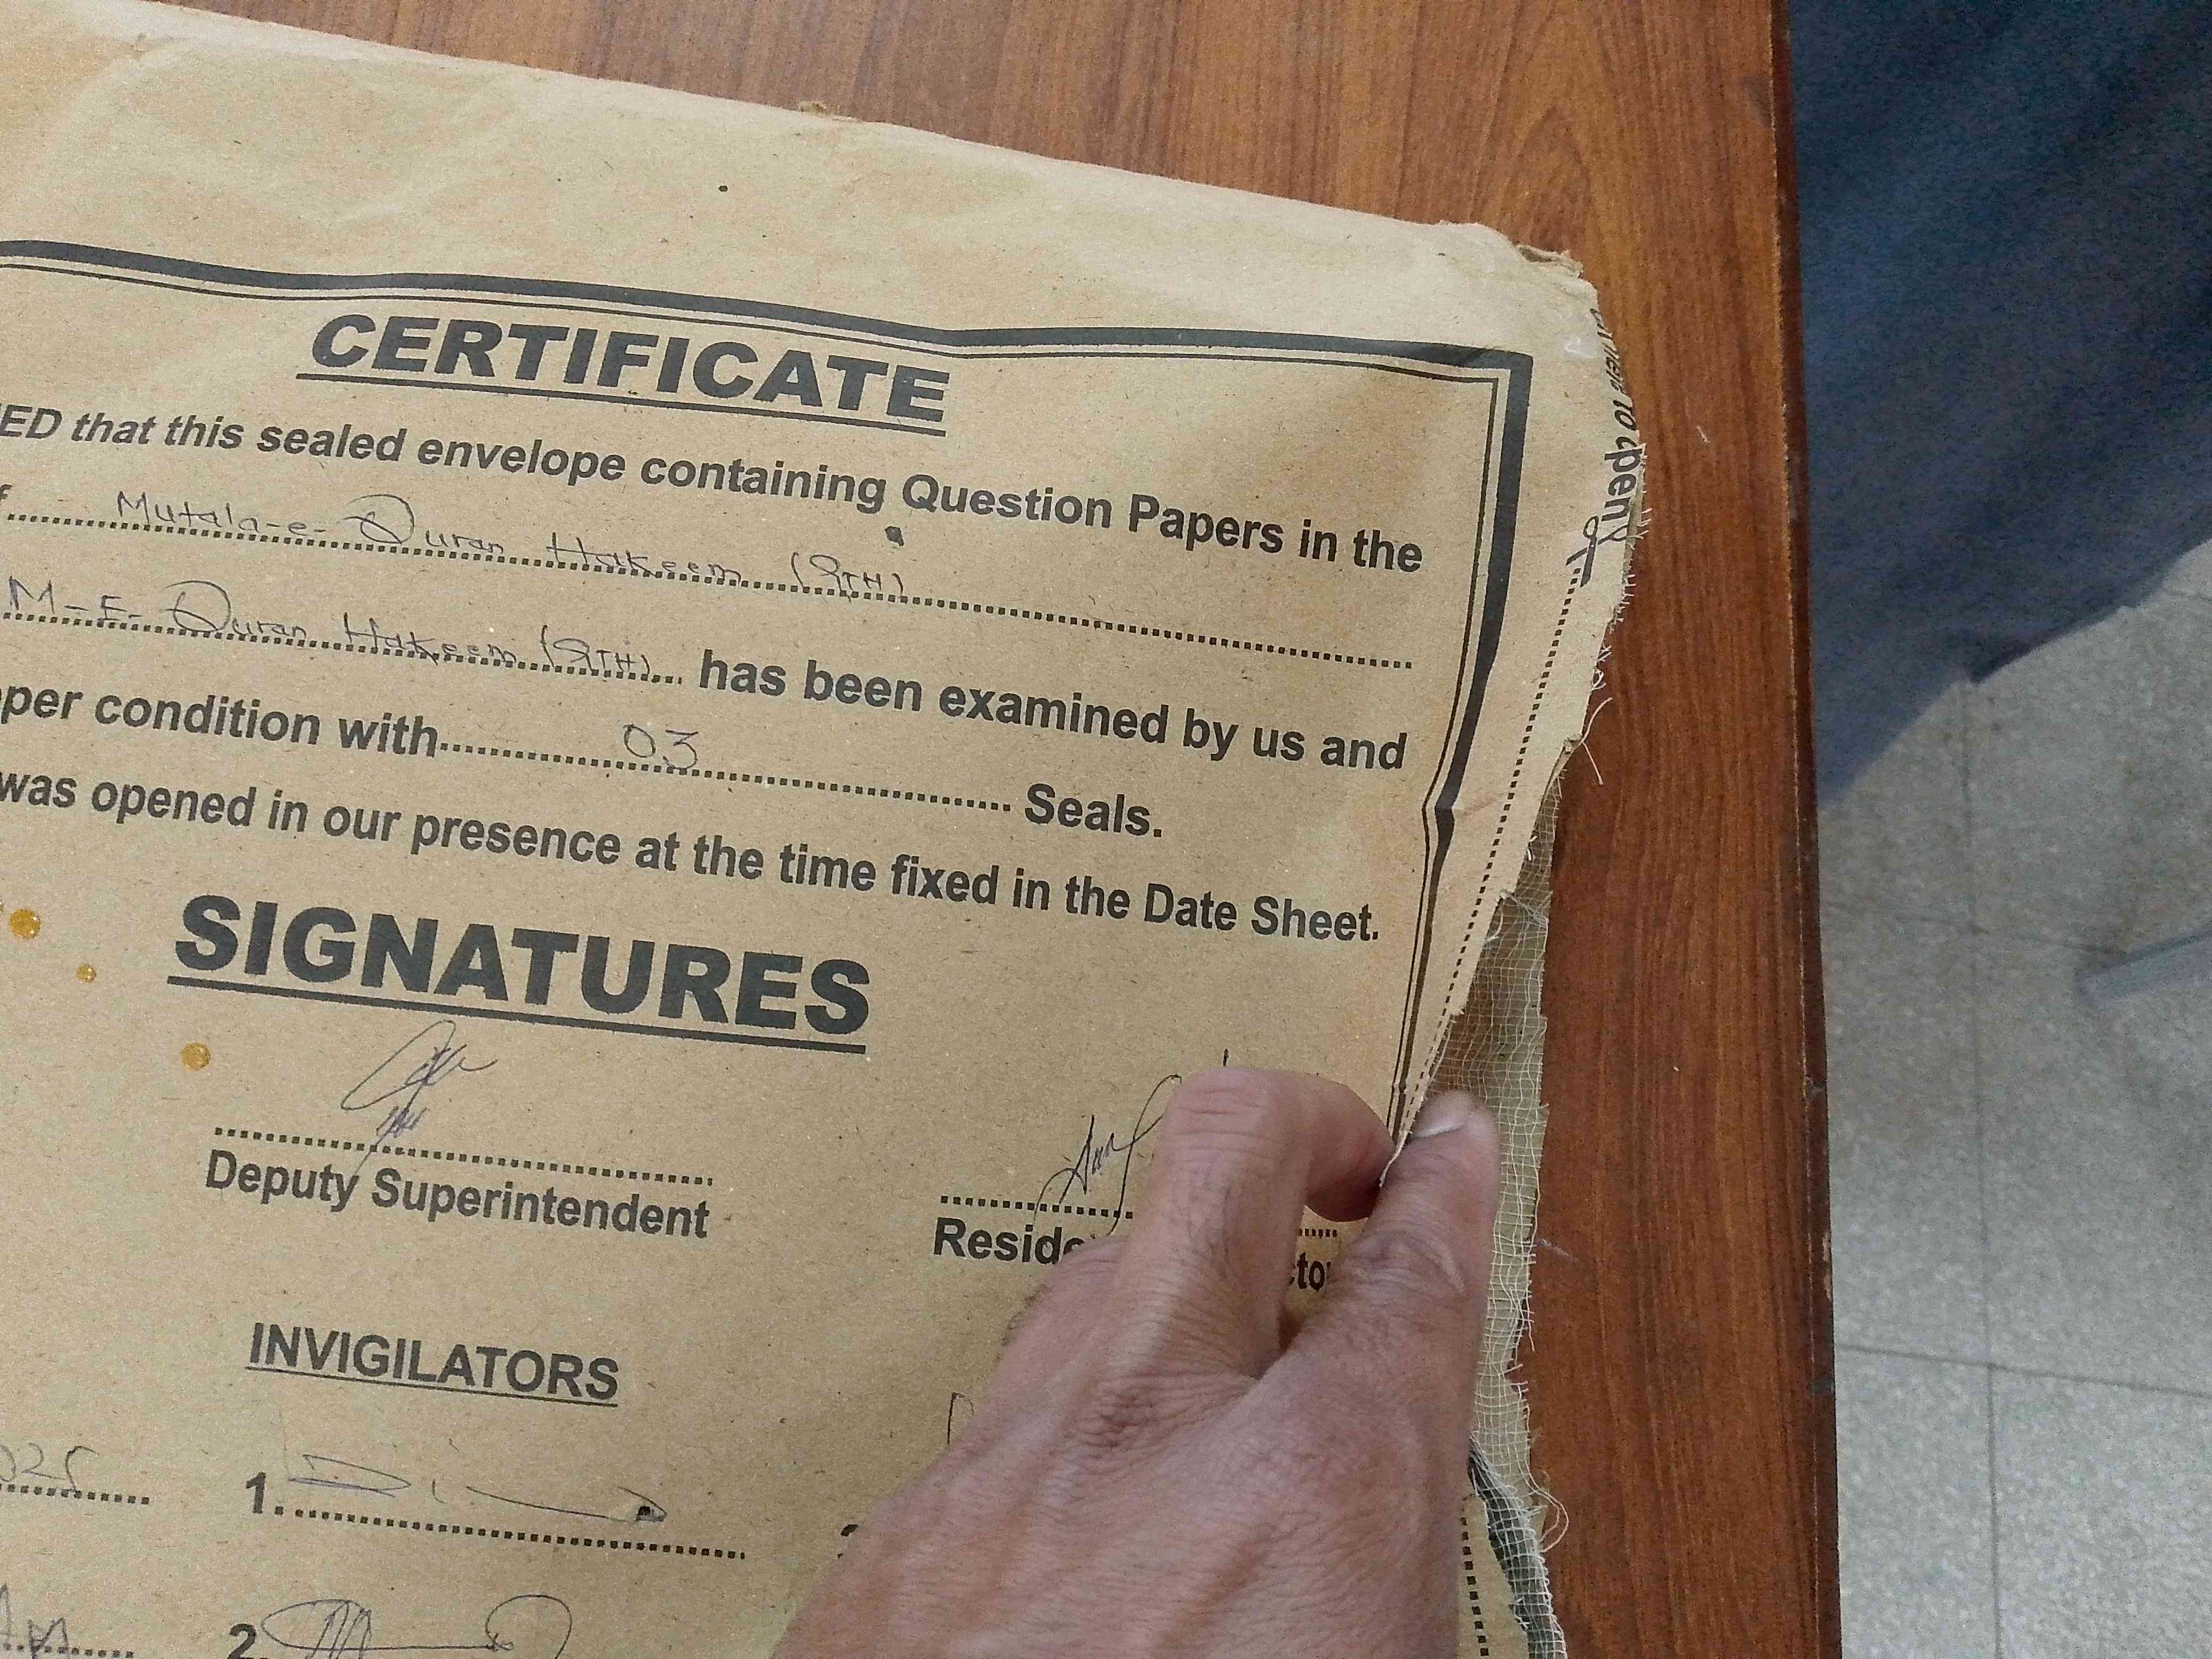 CERTIFICATE
ED that this sealed envelope containing Question Papers in the
f Mutala-e-Quran Hakeem (9TH)
M-E-Quran Hakeem (9TH) has been examined by us and
per condition with 03 Seals.
was opened in our presence at the time fixed in the Date Sheet.
SIGNATURES
Deputy Superintendent
INVIGILATORS
1.
2.
to open